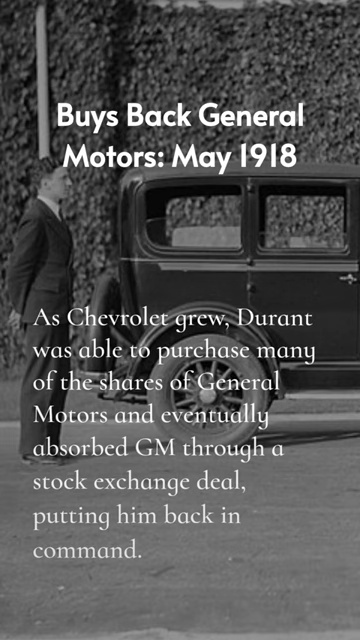 Buys Back General
Motors: May 1918
As Chevrolet grew, Durant
was able to purchase many
of the shares of General
Motors and eventually
absorbed GM through a
stock exchange deal,
putting him back in
command.